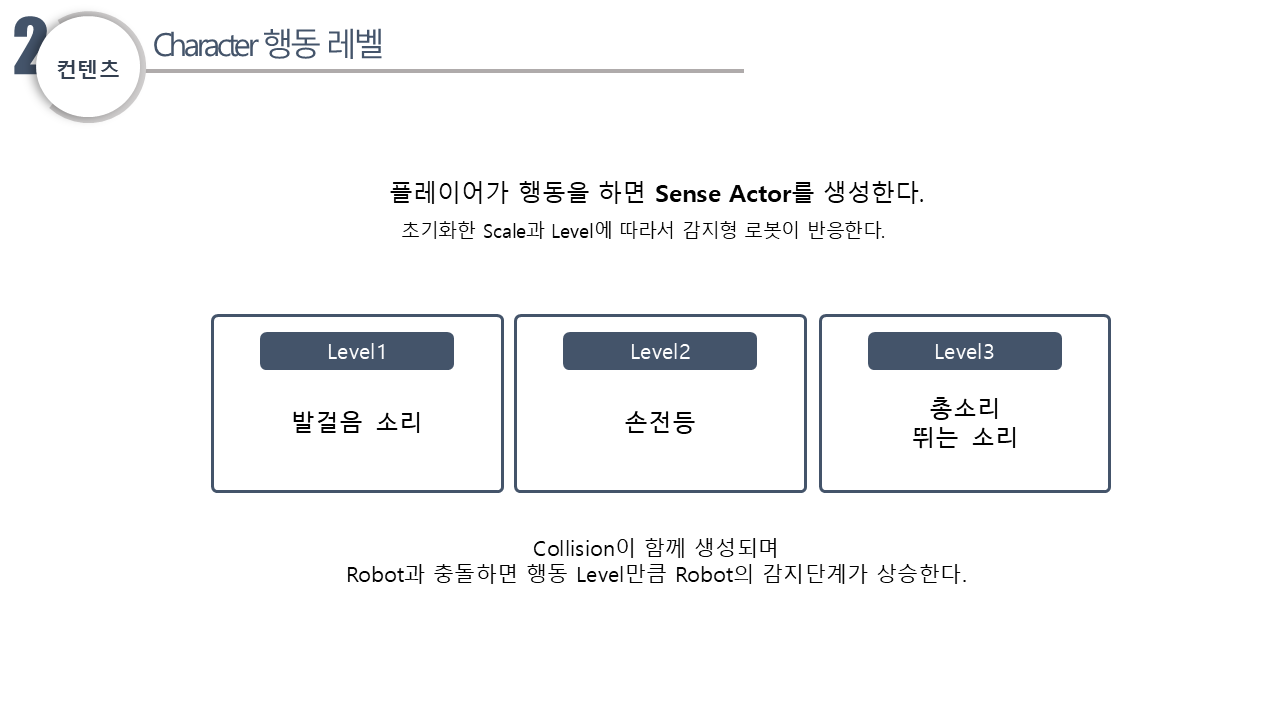 2
컨텐츠
Character 행동 레벨
플레이어가 행동을 하면 Sense Actor를 생성한다.
초기화한 Scale과 Level에 따라서 감지형 로봇이 반응한다.
Level1
발걸음 소리
Level2
손전등
Level3
총소리
뛰는 소리
Collision이 함께 생성되며
Robot과 충돌하면 행동 Level만큼 Robot의 감지단계가 상승한다.